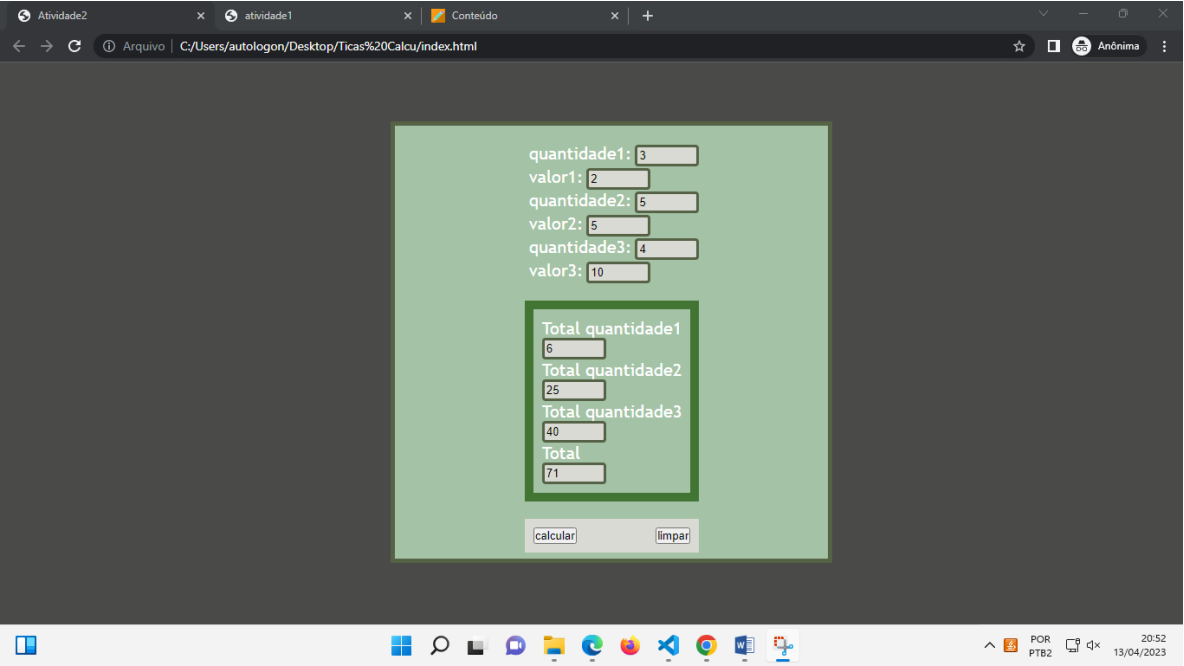 Atividade2
atividade1
Conteúdo
Arquivo C:/Users/autologon/Desktop/Ticas%20Calcu/index.html
Anônima
quantidade1: 3
valor1: 2
quantidade2: 5
valor2: 5
quantidade3: 4
valor3: 10
Total quantidade1
6
Total quantidade2
25
Total quantidade3
40
Total
71
calcular limpar
POR
PTB2
20:52
13/04/2023